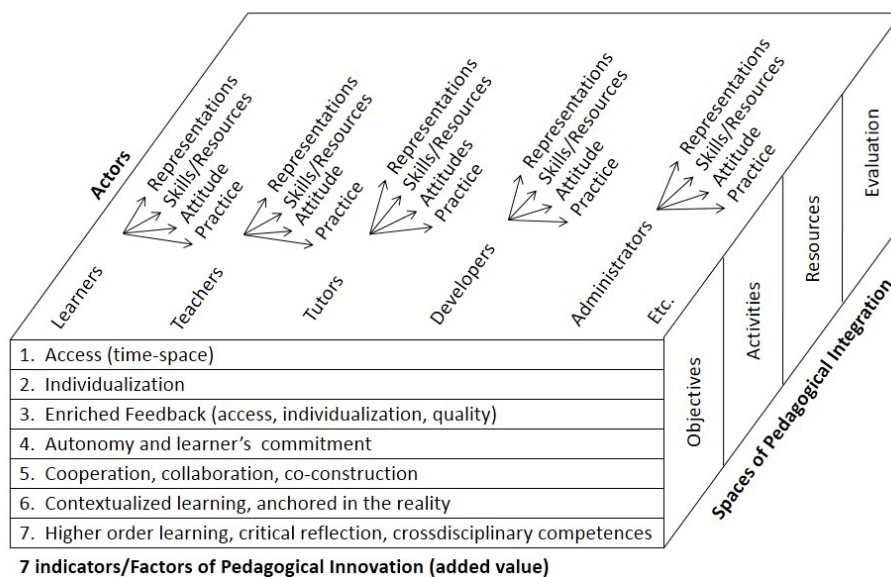 Actors
Representations
Skills/Resources
Attitude
Practice
Representations
Skills/Resources
Attitude
Practice
Representations
Skills/Resources
Attitudes
Practice
Representations
Skills/Resources
Attitude
Practice
Representations
Skills/Resources
Attitude
Practice
Learners
Teachers
Tutors
Developers
Administrators
Etc.
1. Access (time-space)
2. Individualization
3. Enriched Feedback (access, individualization, quality)
4. Autonomy and learner’s commitment
5. Cooperation, collaboration, co-construction
6. Contextualized learning, anchored in the reality
7. Higher order learning, critical reflection, crossdisciplinary competences
7 indicators/Factors of Pedagogical Innovation (added value)
Objectives
Activities
Resources
Evaluation
Spaces of Pedagogical Integration